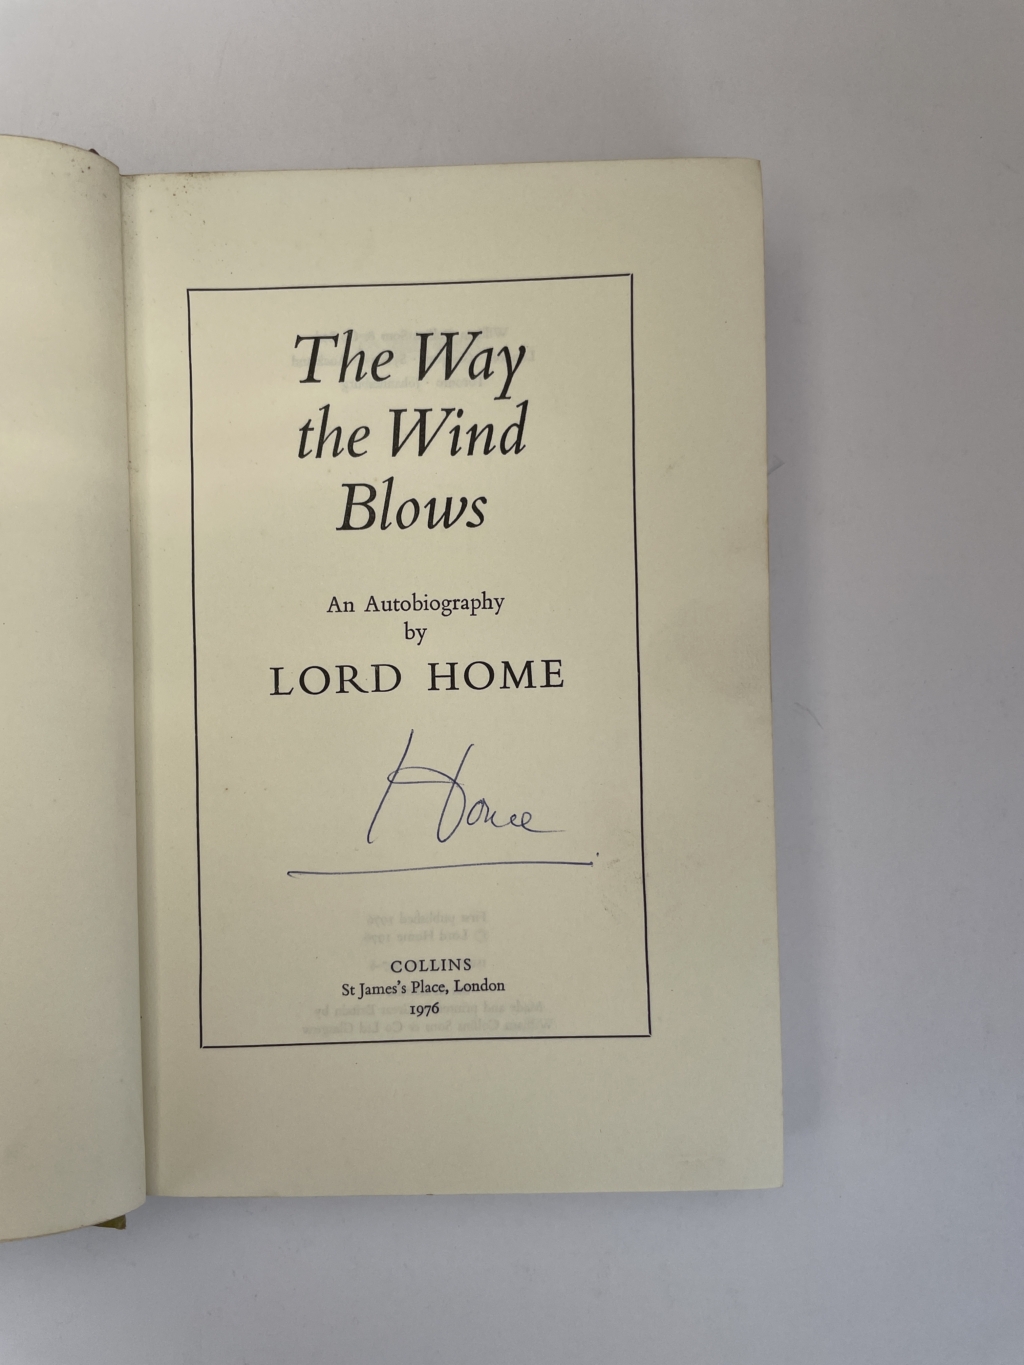 The Way
the Wind
Blows
An Autobiography
by
LORD HOME
Home
COLLINS
St James's Place, London
1976